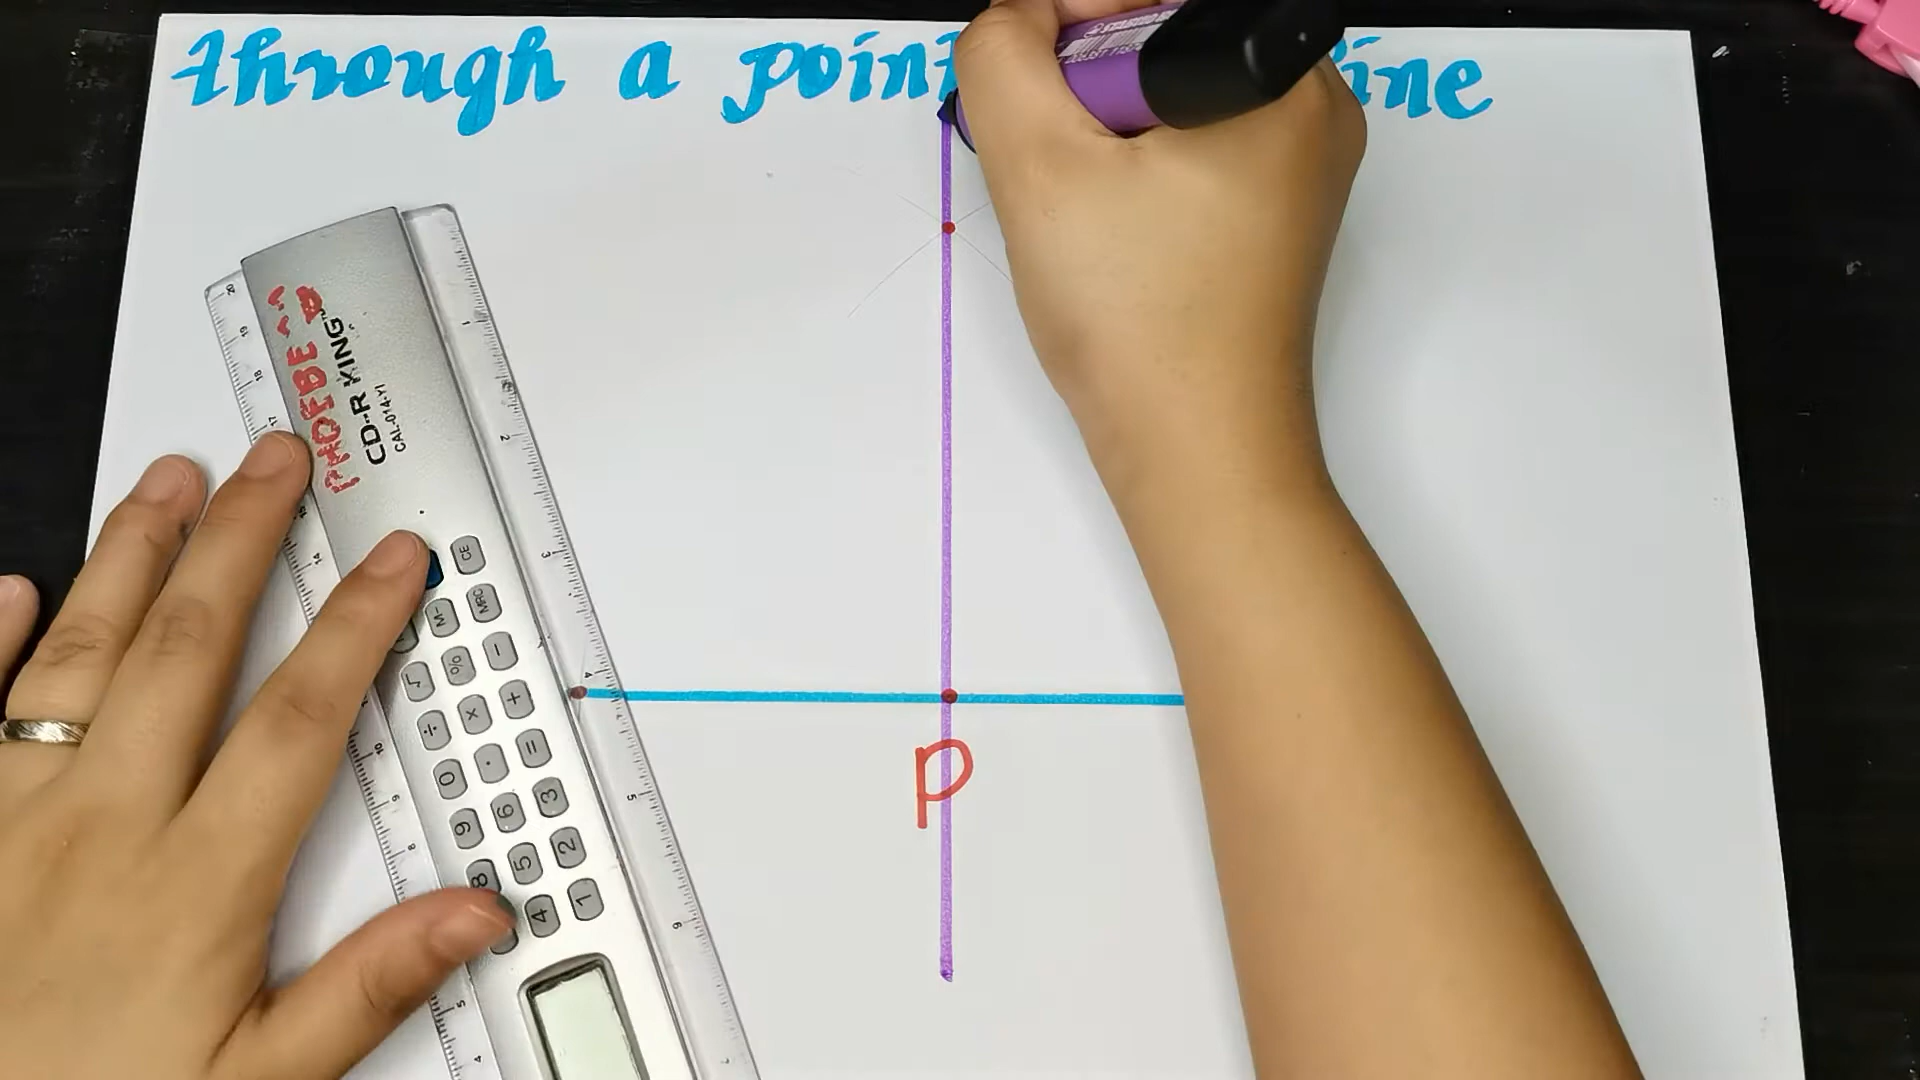 through a point line
PHOEBE ^^
CD-R KING
CAL-014-Y1
CE
M- MRC
√ % -
÷ × +
0 . =
9 6 3
8 5 2
4 1
P